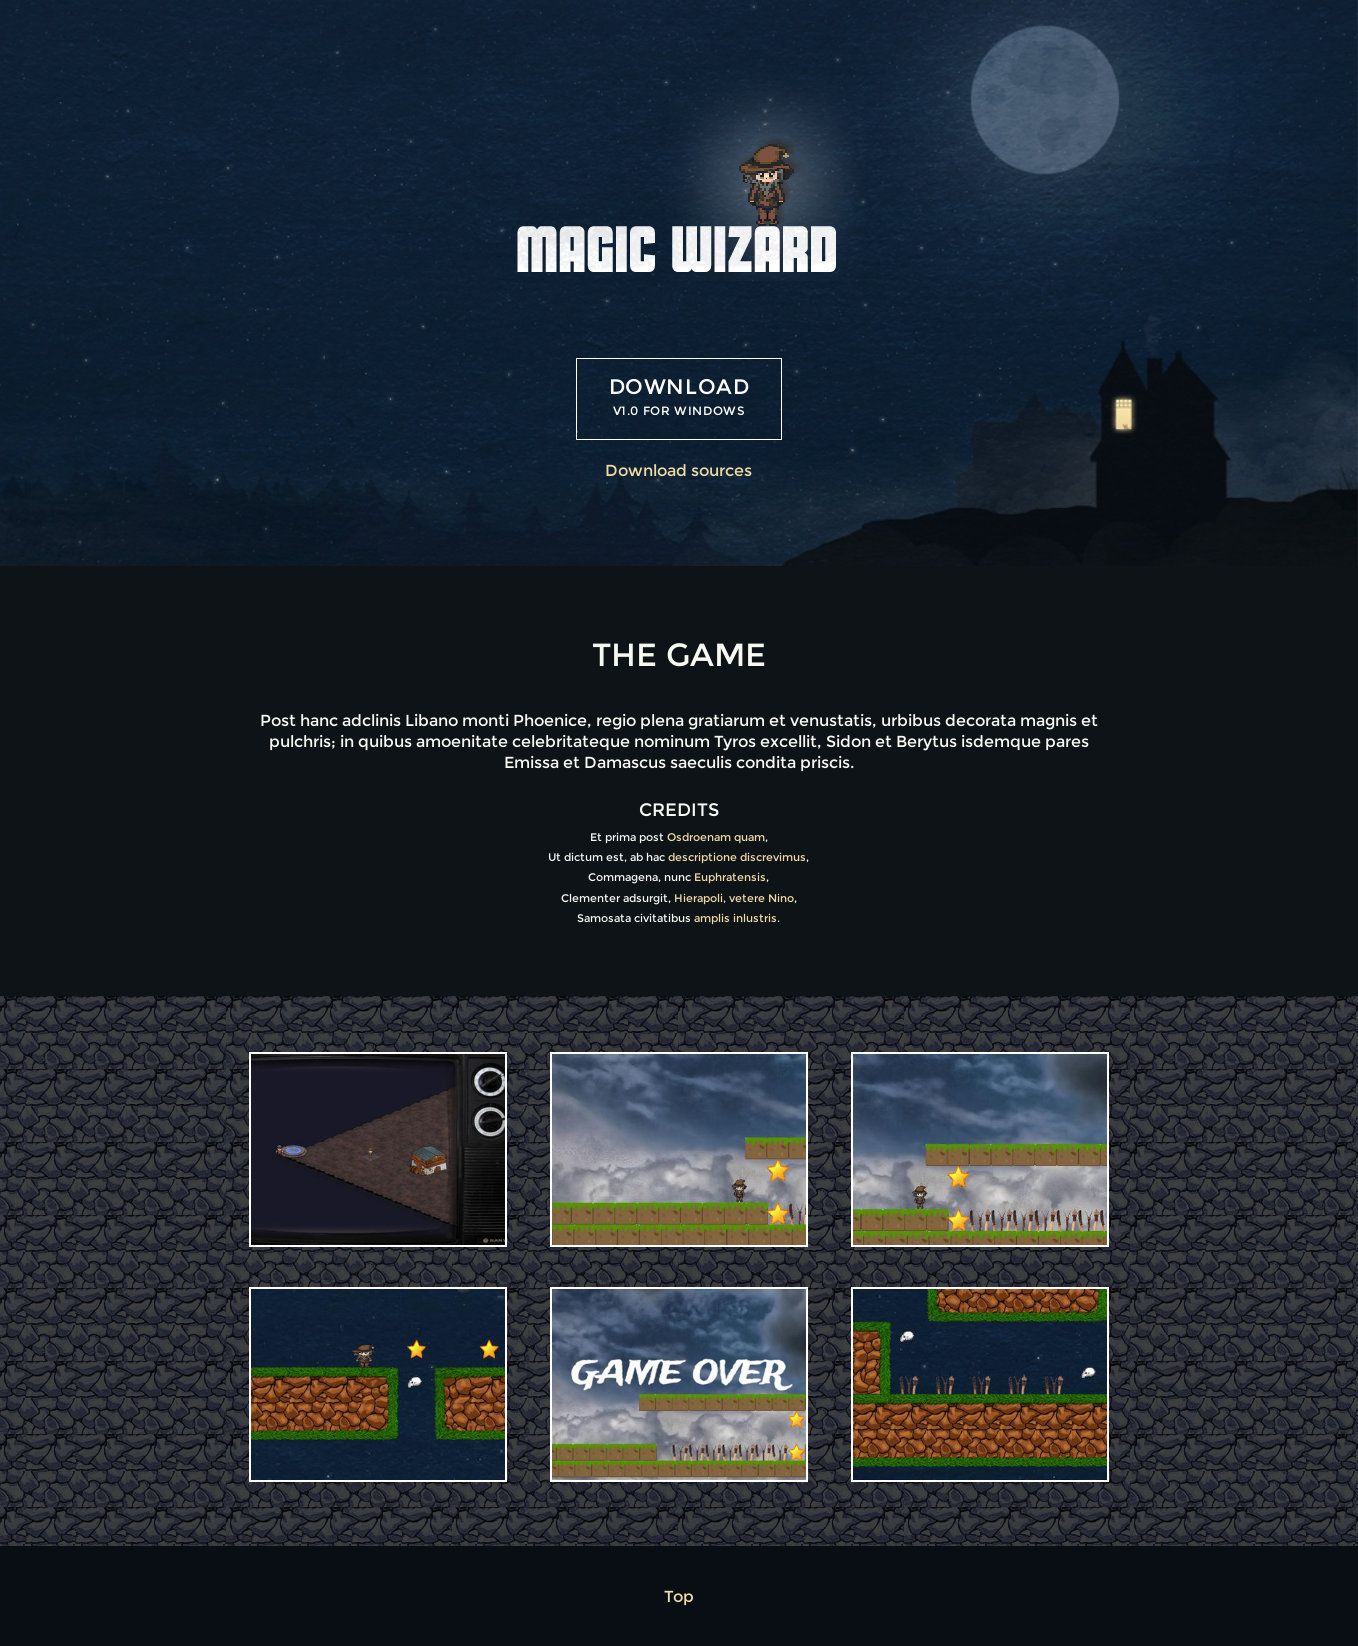 MAGIC WIZARD
DOWNLOAD
V1.0 FOR WINDOWS
Download sources
THE GAME
Post hanc adclinis Libano monti Phoenice, regio plena gratiarum et venustatis, urbibus decorata magnis et
pulchris; in quibus amoenitate celebritateque nominum Tyros excellit, Sidon et Berytus isdemque pares
Emissa et Damascus saeculis condita priscis.
CREDITS
Et prima post Osdroenam quam,
Ut dictum est, ab hac descriptione discrevimus,
Commagena, nunc Euphratensis,
Clementer adsurgit, Hierapoli, vetere Nino,
Samosata civitatibus amplis inlustris.
GAME OVER
Top